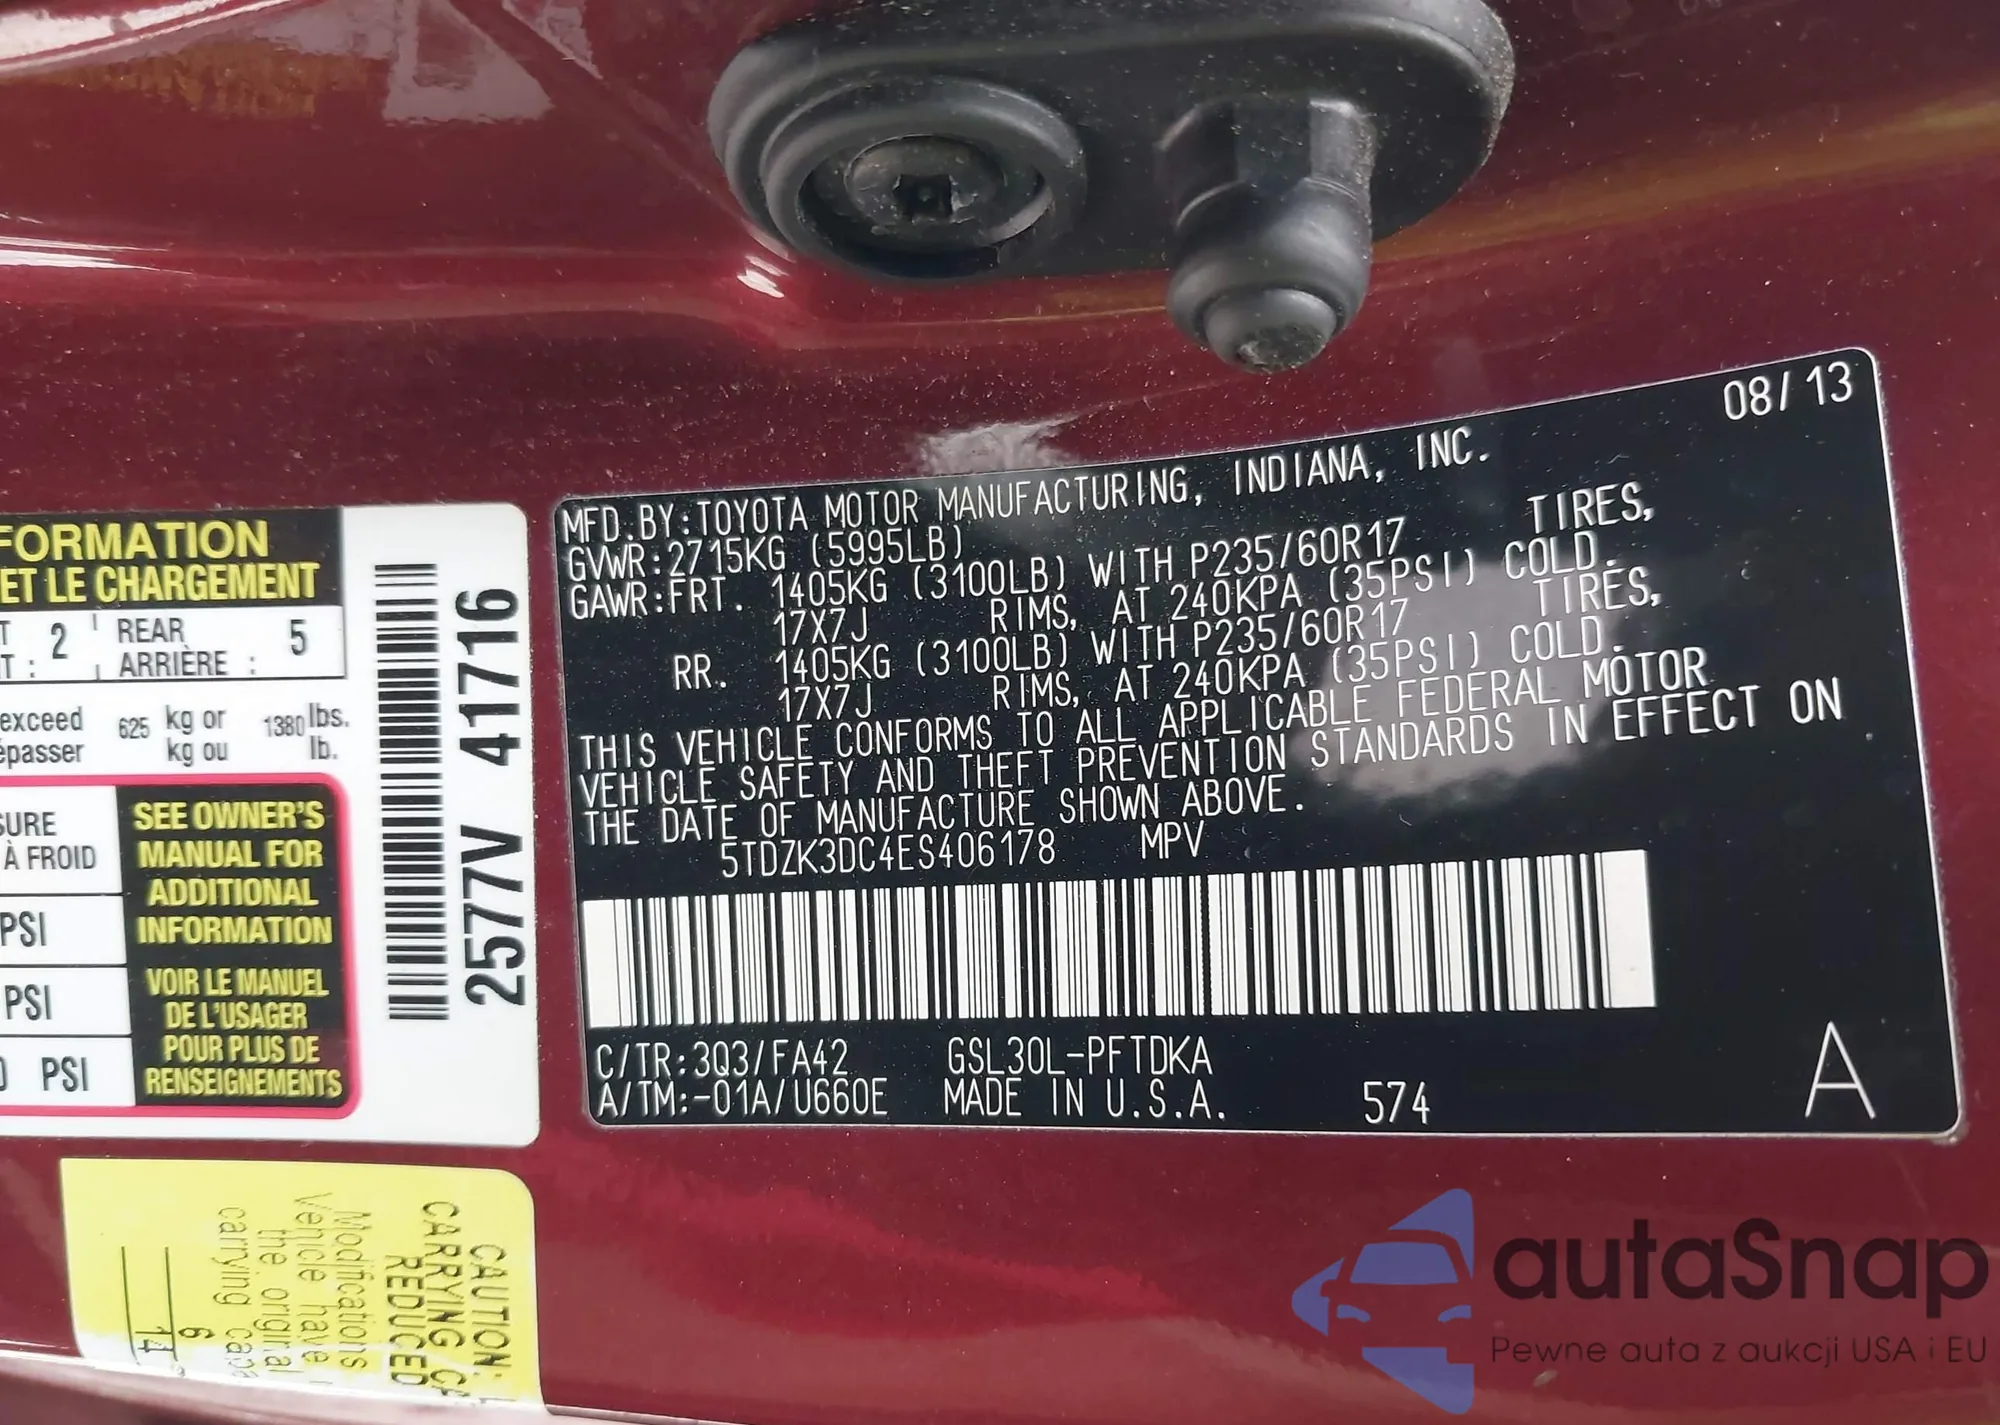 FORMATION
ET LE CHARGEMENT
2 REAR 5
ARRIÈRE :
exceed 625 kg or 1380 lbs.
kg ou lb.
SURE
À FROID
PSI
PSI
PSI
SEE OWNER'S
MANUAL FOR
ADDITIONAL
INFORMATION
VOIR LE MANUEL
DE L'USAGER
POUR PLUS DE
RENSEIGNEMENTS
2577V 41716
08/13
MFD.BY:TOYOTA MOTOR MANUFACTURING, INDIANA, INC.
GVWR:2715KG (5995LB)
GAWR:FRT. 1405KG (3100LB) WITH P235/60R17 TIRES,
17X7J RIMS, AT 240KPA (35PSI) COLD.
RR. 1405KG (3100LB) WITH P235/60R17 TIRES,
17X7J RIMS, AT 240KPA (35PSI) COLD.
THIS VEHICLE CONFORMS TO ALL APPLICABLE FEDERAL MOTOR
VEHICLE SAFETY AND THEFT PREVENTION STANDARDS IN EFFECT ON
THE DATE OF MANUFACTURE SHOWN ABOVE.
5TDZK3DC4ES406178 MPV
C/TR:3Q3/FA42 GSL30L-PFTDKA
A/TM:-01A/U660E MADE IN U.S.A. 574 A
CAUTION:
CARRYING
REDUCED
Modifications
Vehicle have
the original
carrying
6
14
autaSnap
Pewne auta z aukcji USA i EU